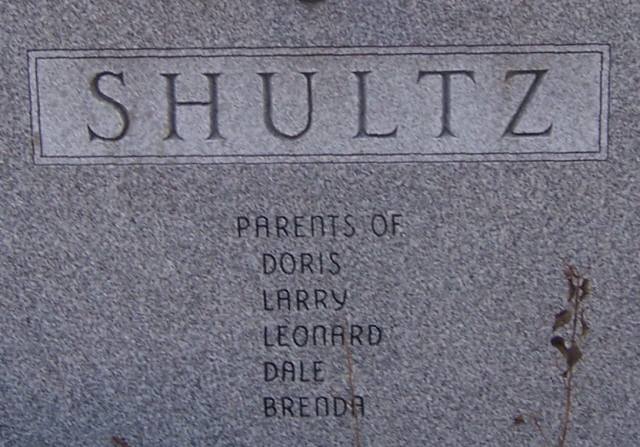 SHULTZ
PARENTS OF
DORIS
LARRY
LEONARD
DALE
BRENDA